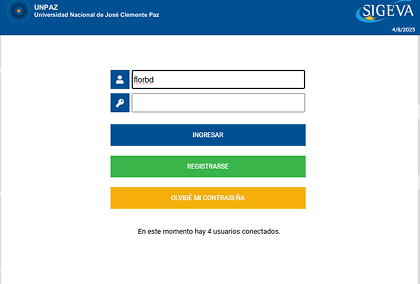 UNPAZ
Universidad Nacional de José Clemente Paz
SIGEVA
4/8/2025
florbd
INGRESAR
REGISTRARSE
OLVIDÉ MI CONTRASEÑA
En este momento hay 4 usuarios conectados.